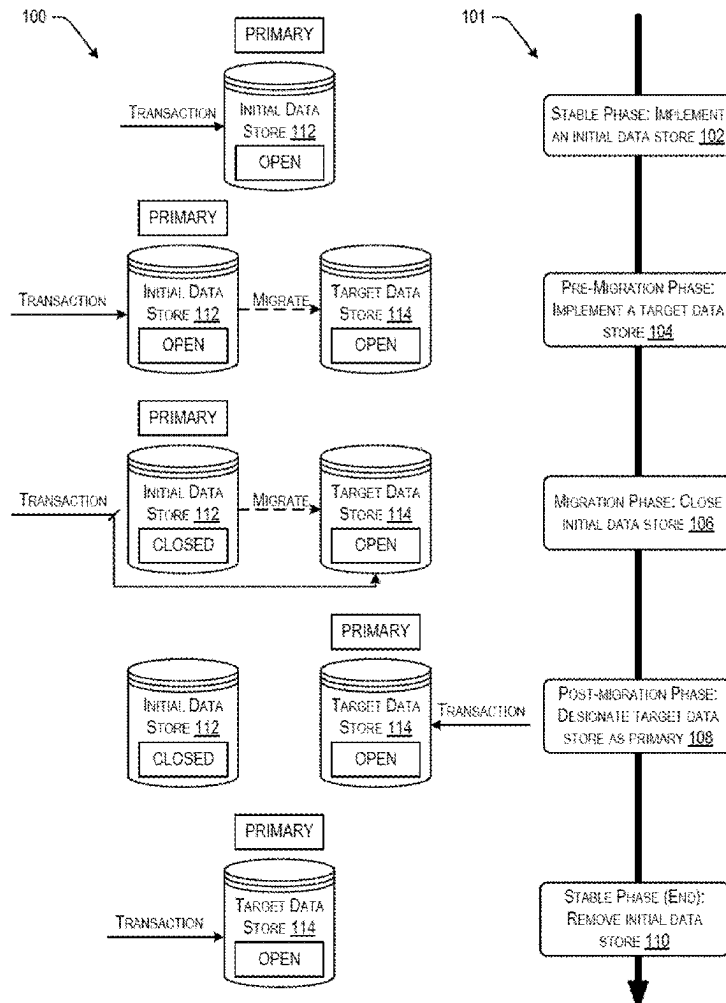 100
PRIMARY
101
TRANSACTION
INITIAL DATA
STORE 112
OPEN
STABLE PHASE: IMPLEMENT
AN INITIAL DATA STORE 102
PRIMARY
TRANSACTION
INITIAL DATA
STORE 112
OPEN
MIGRATE
TARGET DATA
STORE 114
OPEN
PRE-MIGRATION PHASE:
IMPLEMENT A TARGET DATA
STORE 104
PRIMARY
TRANSACTION
INITIAL DATA
STORE 112
CLOSED
MIGRATE
TARGET DATA
STORE 114
OPEN
MIGRATION PHASE: CLOSE
INITIAL DATA STORE 106
PRIMARY
INITIAL DATA
STORE 112
CLOSED
TARGET DATA
STORE 114
OPEN
TRANSACTION
POST-MIGRATION PHASE:
DESIGNATE TARGET DATA
STORE AS PRIMARY 108
PRIMARY
TRANSACTION
TARGET DATA
STORE 114
OPEN
STABLE PHASE (END):
REMOVE INITIAL DATA
STORE 110